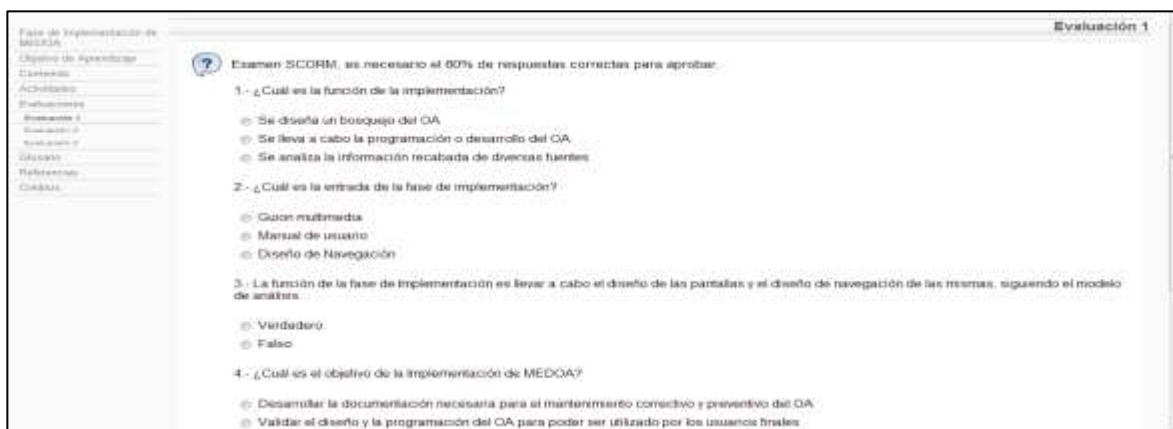 Evaluación 1
Fase de Implementación de
MEDOA
Objetivo de Aprendizaje
Contenido
Actividades
Evaluaciones
Evaluación 1
Evaluación 2
Evaluación 3
Glosario
Referencias
Créditos
Examen SCORM, es necesario el 60% de respuestas correctas para aprobar.
1.- ¿Cuál es la función de la implementación?
Se diseña un bosquejo del OA
Se lleva a cabo la programación o desarrollo del OA
Se analiza la información recabada de diversas fuentes
2.- ¿Cuál es la entrada de la fase de implementación?
Guion multimedia
Manual de usuario
Diseño de Navegación
3.- La función de la fase de Implementación es llevar a cabo el diseño de las pantallas y el diseño de navegación de las mismas, siguiendo el modelo
de análisis.
Verdadero
Falso
4.- ¿Cuál es el objetivo de la Implementación de MEDOA?
Desarrollar la documentación necesaria para el mantenimiento correctivo y preventivo del OA
Validar el diseño y la programación del OA para poder ser utilizado por los usuarios finales